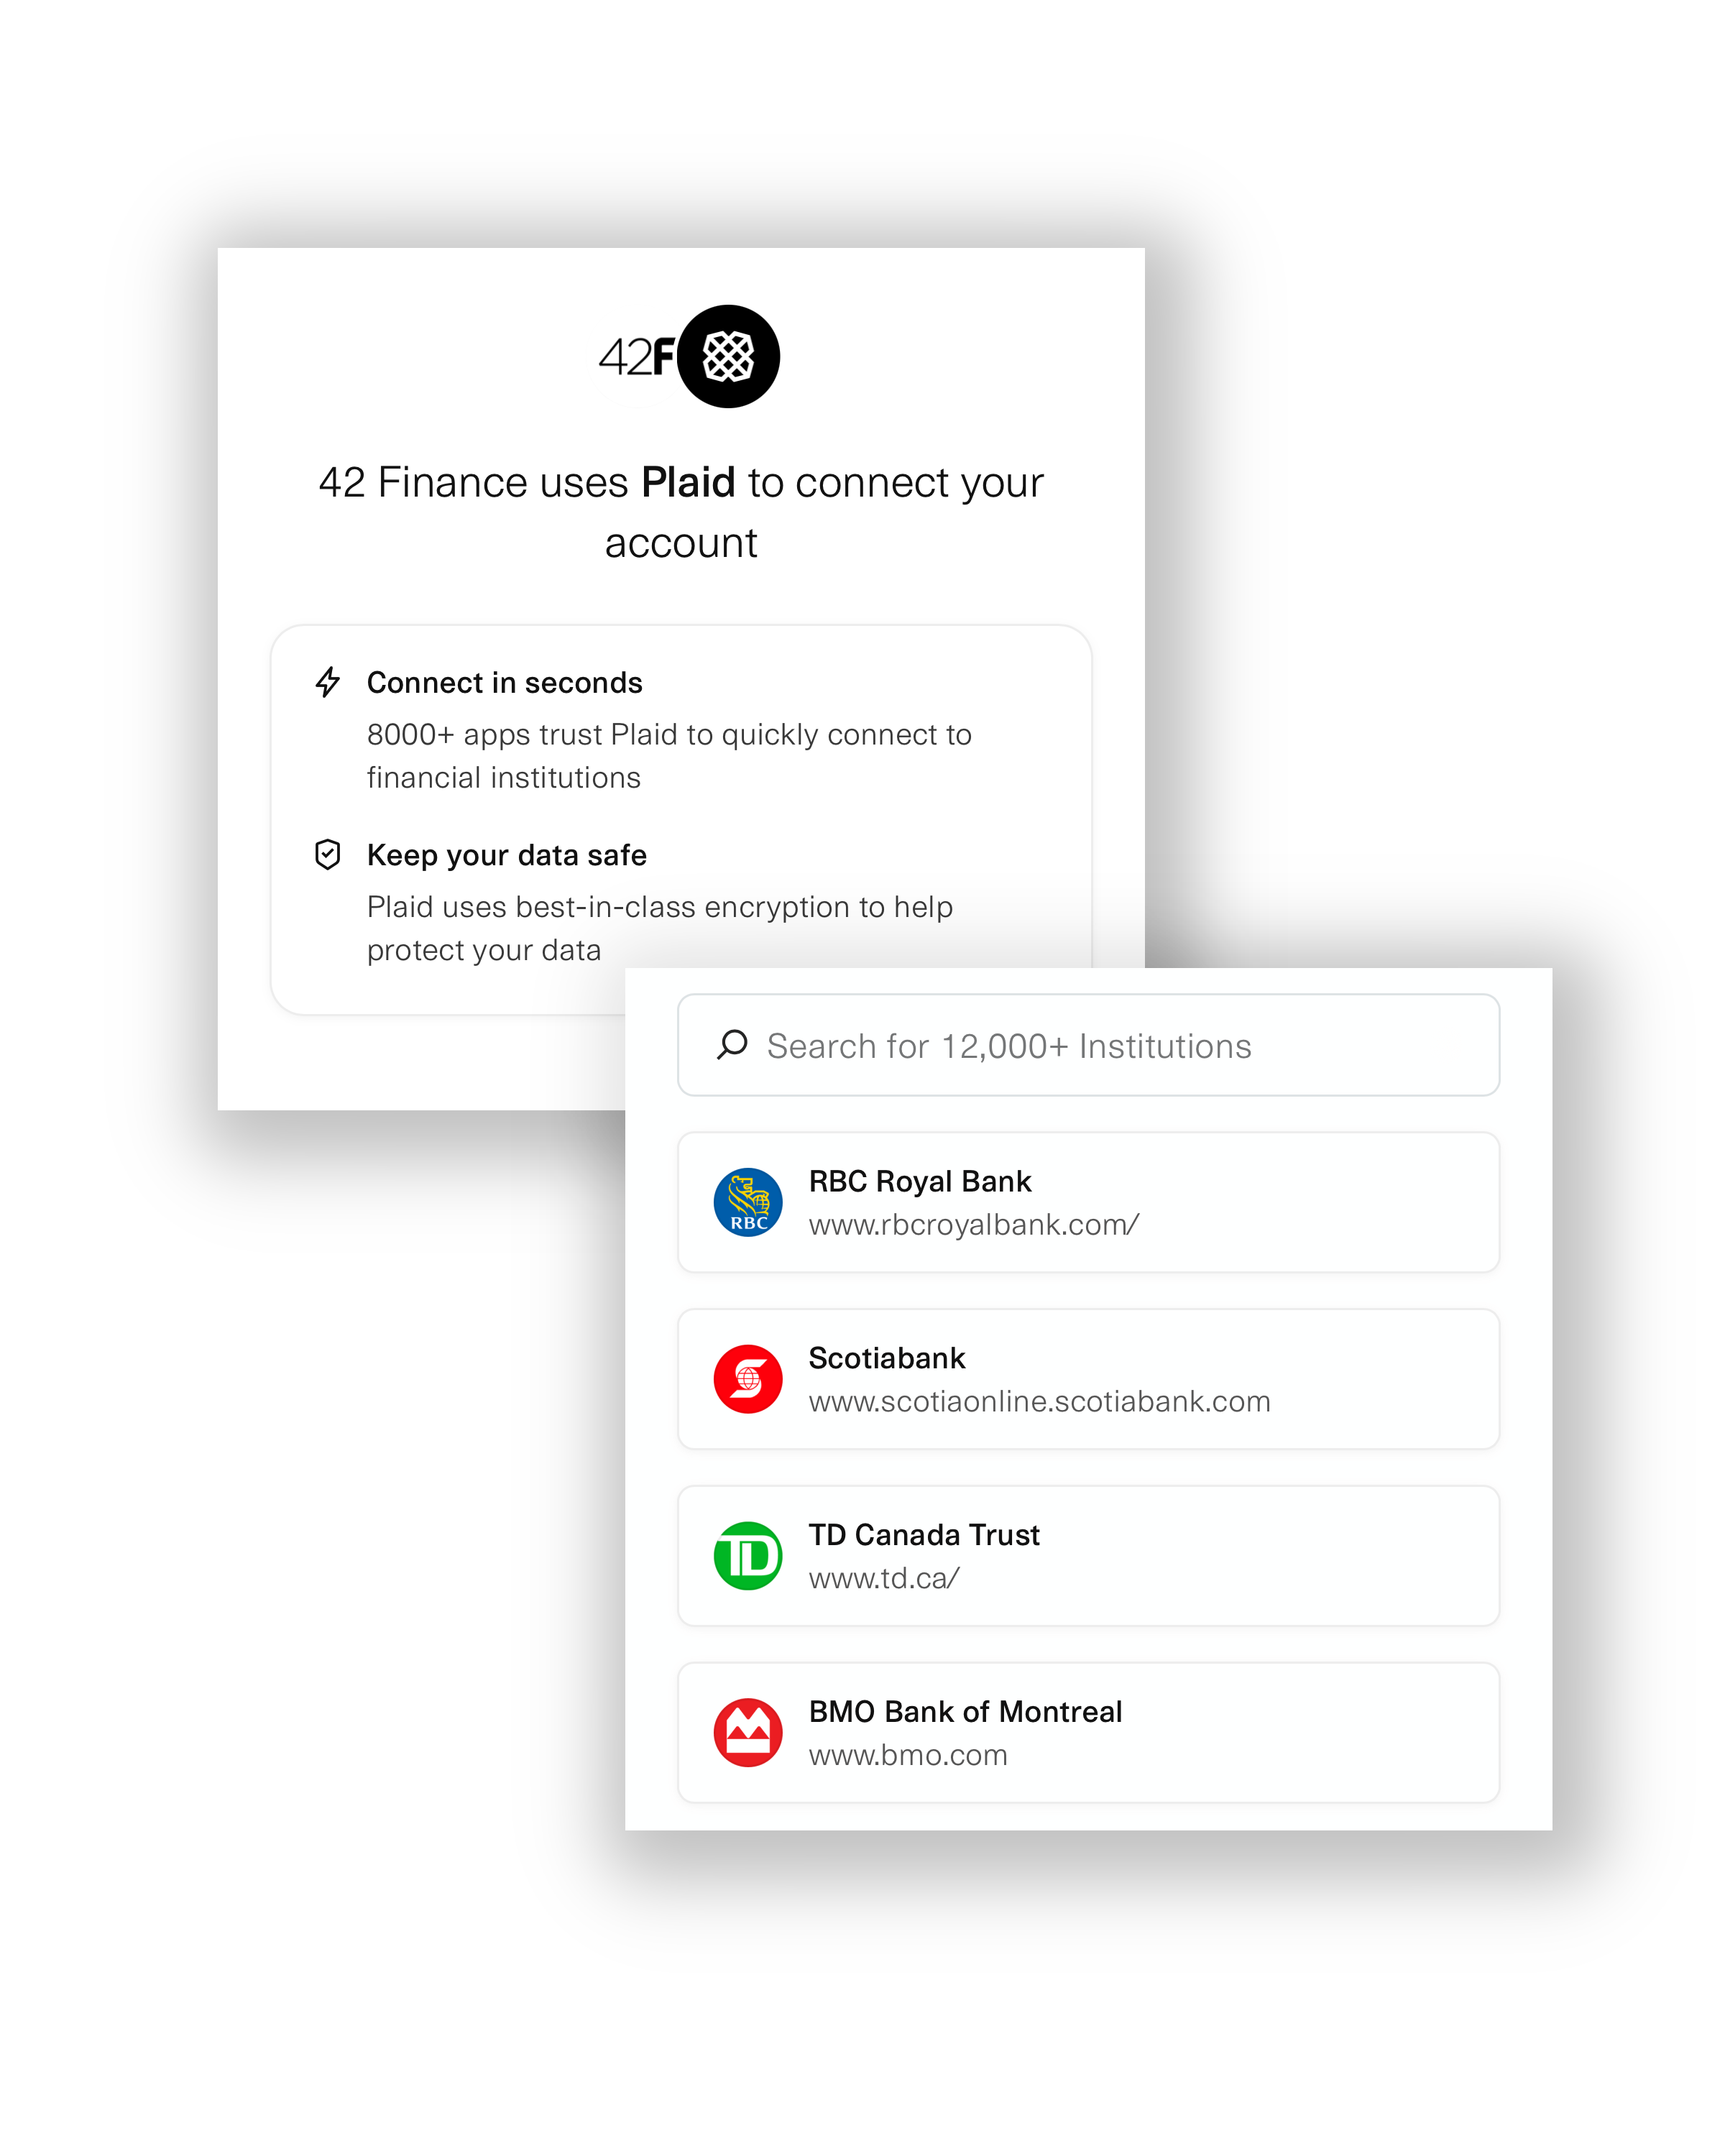 42F
42 Finance uses Plaid to connect your
account
Connect in seconds
8000+ apps trust Plaid to quickly connect to
financial institutions
Keep your data safe
Plaid uses best-in-class encryption to help
protect your data
Search for 12,000+ Institutions
RBC
RBC Royal Bank
www.rbcroyalbank.com/
Scotiabank
www.scotiaonline.scotiabank.com
TD
TD Canada Trust
www.td.ca/
BMO Bank of Montreal
www.bmo.com